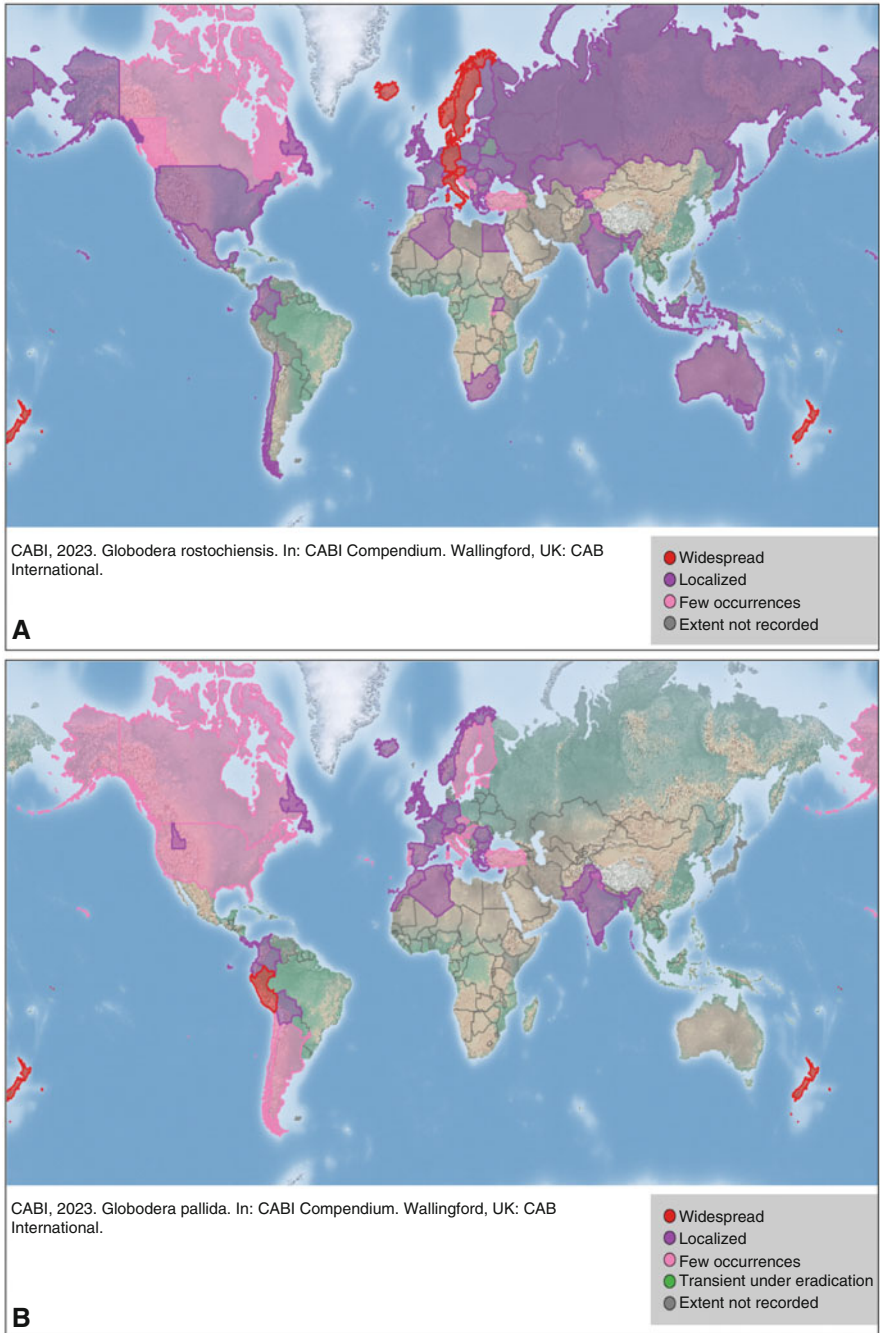 CABI, 2023. Globodera rostochiensis. In: CABI Compendium. Wallingford, UK: CAB
International.
A
Widespread
Localized
Few occurrences
Extent not recorded
CABI, 2023. Globodera pallida. In: CABI Compendium. Wallingford, UK: CAB
International.
B
Widespread
Localized
Few occurrences
Transient under eradication
Extent not recorded